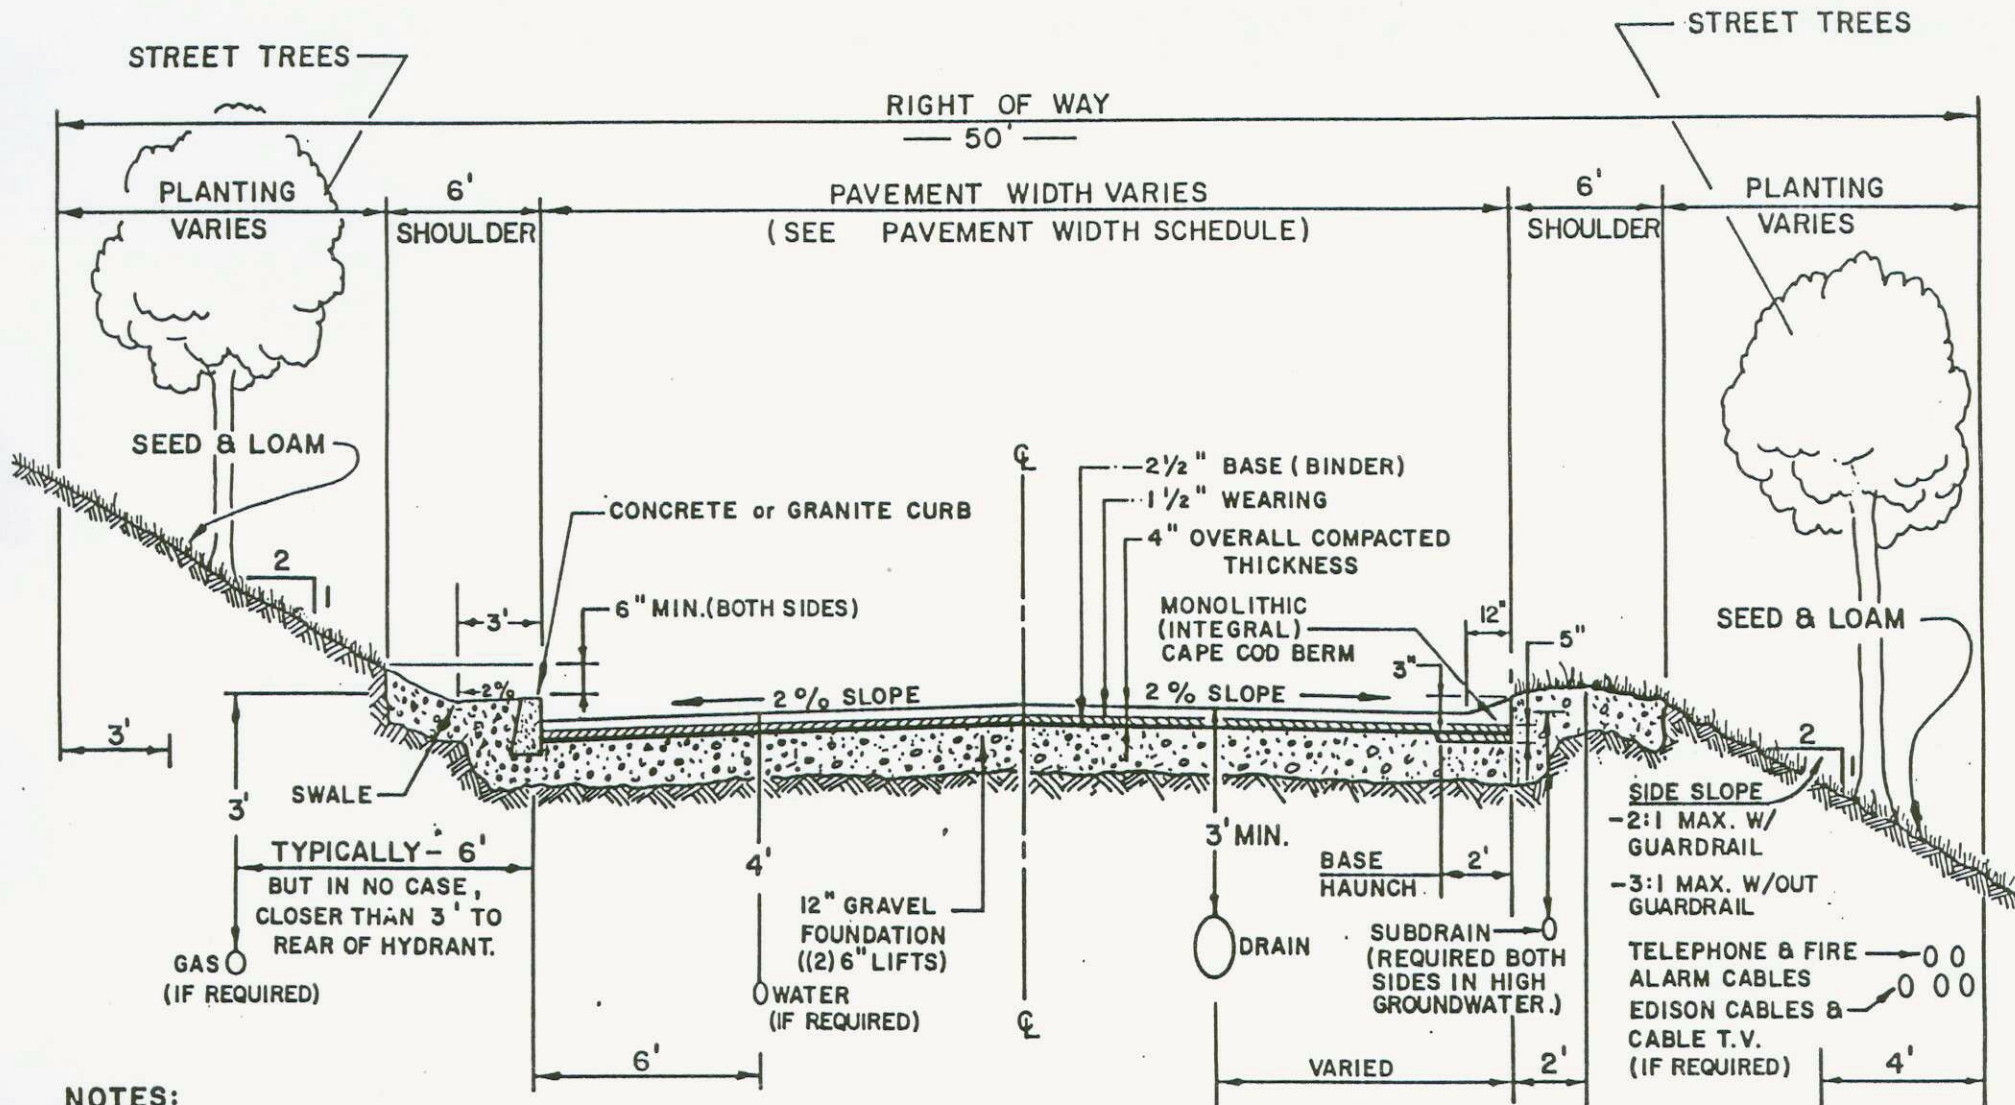 STREET TREES
STREET TREES
RIGHT OF WAY
50'
PLANTING
VARIES
6'
SHOULDER
PAVEMENT WIDTH VARIES
(SEE PAVEMENT WIDTH SCHEDULE)
6'
SHOULDER
PLANTING
VARIES
SEED & LOAM
CONCRETE or GRANITE CURB
℄
2½" BASE (BINDER)
1½" WEARING
4" OVERALL COMPACTED
THICKNESS
2
1
3'
6" MIN. (BOTH SIDES)
MONOLITHIC
(INTEGRAL)
CAPE COD BERM
12"
3"
5"
SEED & LOAM
2%
2% SLOPE
2% SLOPE
3'
3'
SWALE
2
1
SIDE SLOPE
-2:1 MAX. W/
GUARDRAIL
-3:1 MAX. W/OUT
GUARDRAIL
TYPICALLY - 6'
BUT IN NO CASE,
CLOSER THAN 3' TO
REAR OF HYDRANT.
GAS
(IF REQUIRED)
4'
WATER
(IF REQUIRED)
12" GRAVEL
FOUNDATION
((2) 6" LIFTS)
℄
3' MIN.
DRAIN
BASE
HAUNCH
2'
SUBDRAIN
(REQUIRED BOTH
SIDES IN HIGH
GROUNDWATER.)
TELEPHONE & FIRE
ALARM CABLES
EDISON CABLES &
CABLE T.V.
(IF REQUIRED)
6'
VARIED
2'
4'
NOTES: